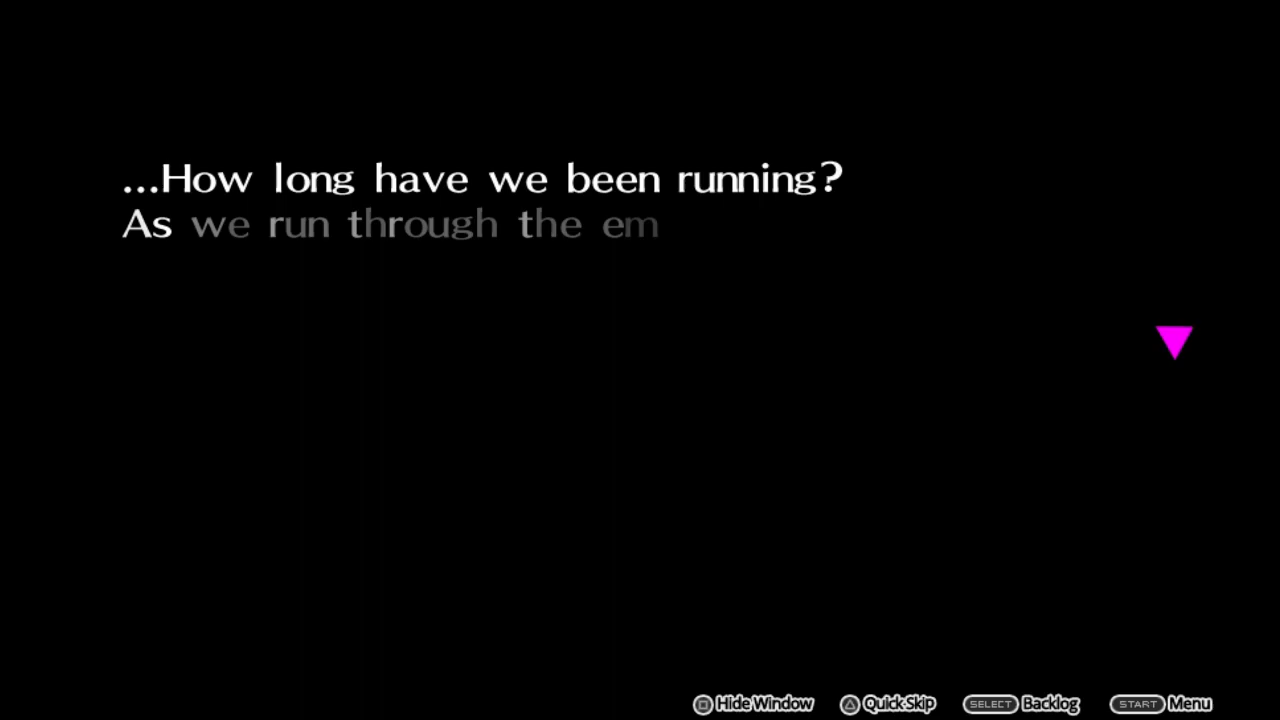 ...How long have we been running?
As we run through the em
Hide Window Quick Skip SELECT Backlog START Menu